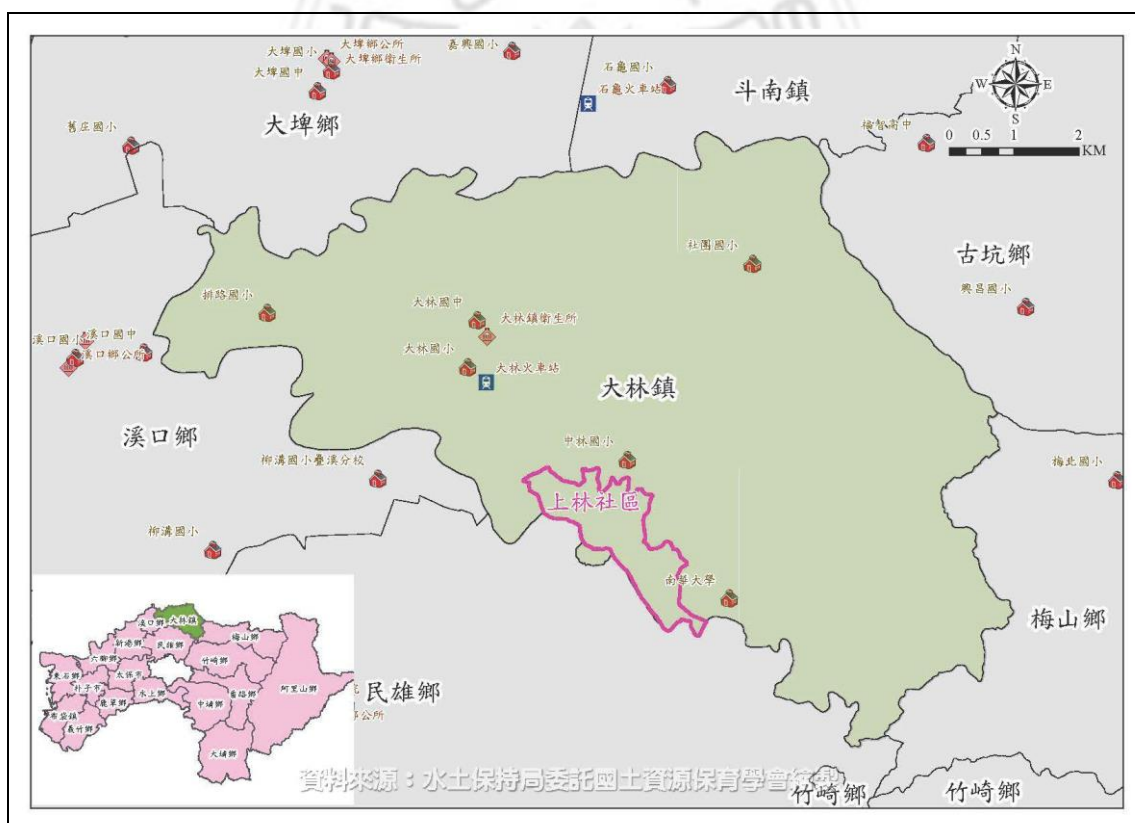 大埤國小
大埤鄉公所
大埤鄉衛生所
大埤國中
嘉興國小
石龜國小
石龜火車站
斗南鎮
N
W
E
S
0 0.5 1 2
KM
大埤鄉
舊庄國小
福智高中
社團國小
古坑鄉
興昌國小
排路國小
大林國中
大林鎮衛生所
大林國小
大林火車站
溪口國小
溪口國中
溪口鄉公所
大林鎮
溪口鄉
中林國小
柳溝國小疊溪分校
上林社區
梅北國小
柳溝國小
南華大學
梅山鄉
民雄鄉
鄉公所
竹崎鄉
竹崎鄉
溪口鄉
大林鎮
新港鄉
民雄鄉
梅山鄉
六腳鄉
竹崎鄉
東石鄉
太保市
朴子市
水上鄉
鹿草鄉
中埔鄉
番路鄉
阿里山鄉
布袋鎮
義竹鄉
大埔鄉
資料來源：水土保持局委託國土資源保育學會繪製